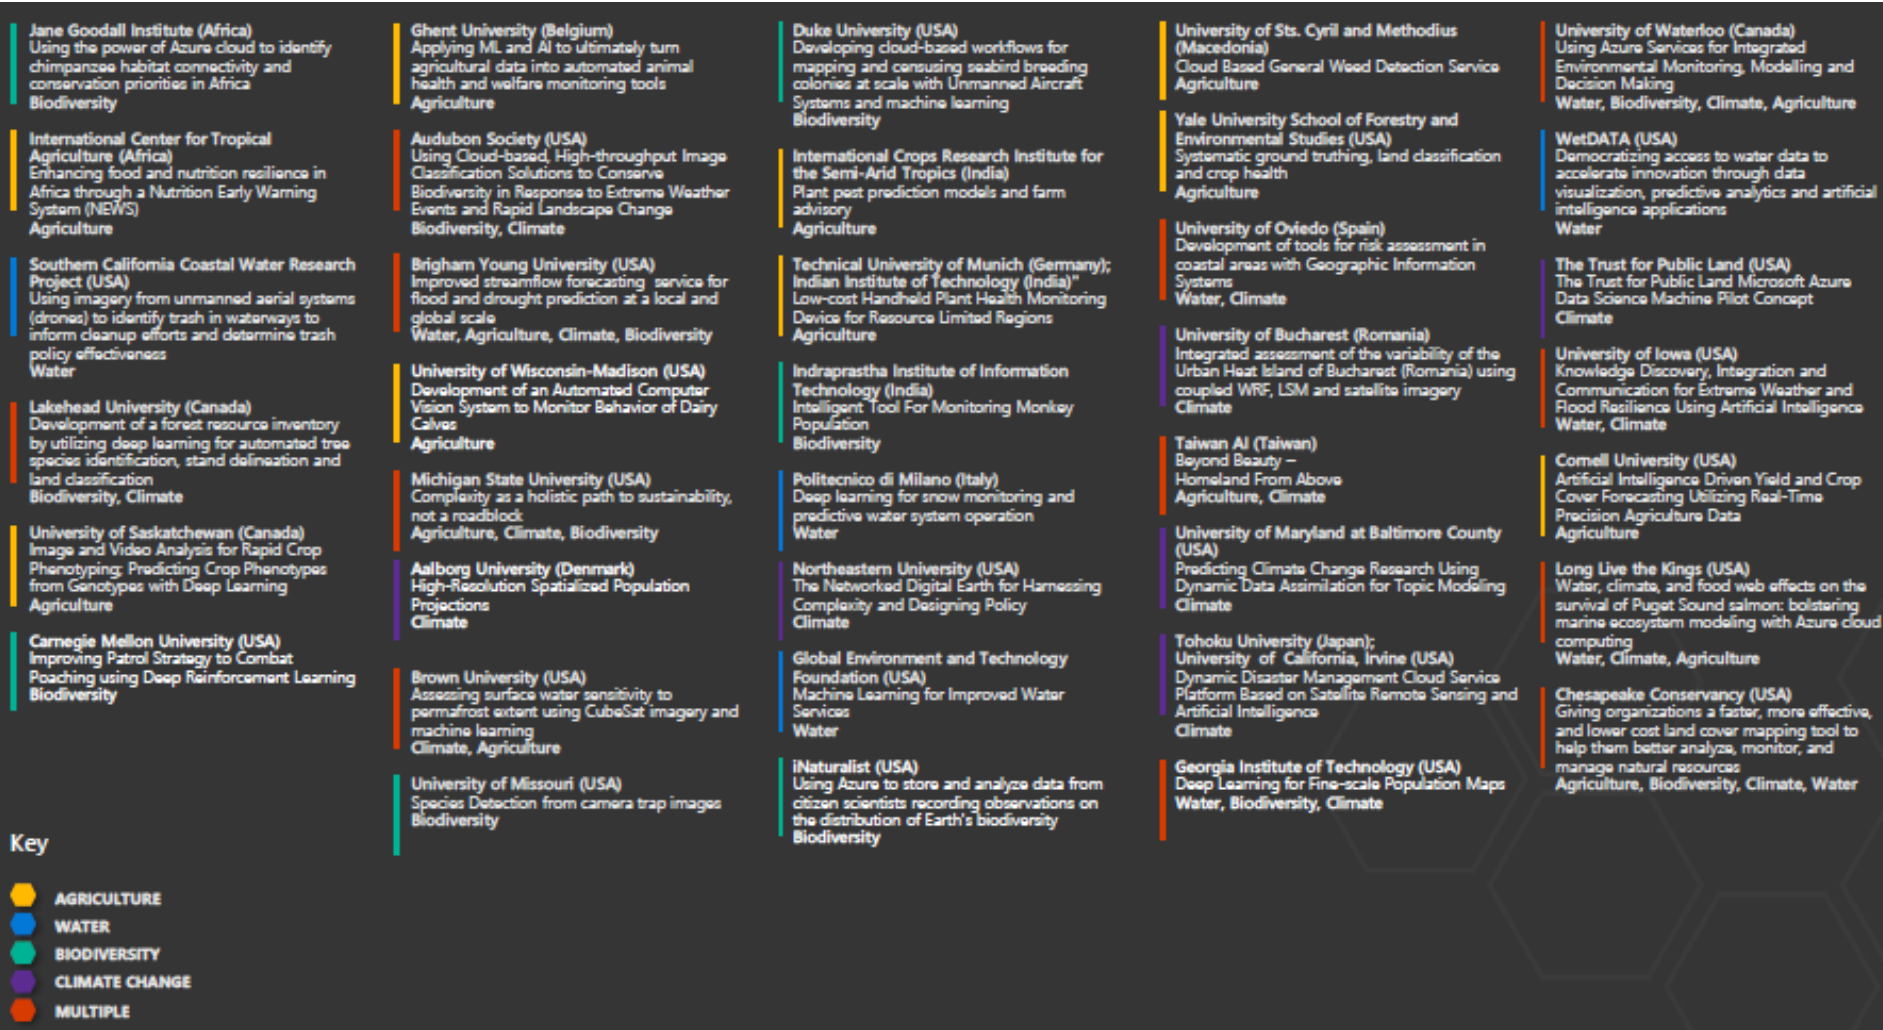 Jane Goodall Institute (Africa)
Using the power of Azure cloud to identify
chimpanzee habitat connectivity and
conservation priorities in Africa
Biodiversity
International Center for Tropical
Agriculture (Africa)
Enhancing food and nutrition resilience in
Africa through a Nutrition Early Warning
System (NEWS)
Agriculture
Southern California Coastal Water Research
Project (USA)
Using imagery from unmanned aerial systems
(drones) to identify trash in waterways to
inform cleanup efforts and determine trash
policy effectiveness
Water
Lakehead University (Canada)
Development of a forest resource inventory
by utilizing deep learning for automated tree
species identification, stand delineation and
land classification
Biodiversity, Climate
University of Saskatchewan (Canada)
Image and Video Analysis for Rapid Crop
Phenotyping; Predicting Crop Phenotypes
from Genotypes with Deep Learning
Agriculture
Carnegie Mellon University (USA)
Improving Patrol Strategy to Combat
Poaching using Deep Reinforcement Learning
Biodiversity
Ghent University (Belgium)
Applying ML and AI to ultimately turn
agricultural data into automated animal
health and welfare monitoring tools
Agriculture
Audubon Society (USA)
Using Cloud-based, High-throughput Image
Classification Solutions to Conserve
Biodiversity in Response to Extreme Weather
Events and Rapid Landscape Change
Biodiversity, Climate
Brigham Young University (USA)
Improved streamflow forecasting service for
flood and drought prediction at a local and
global scale
Water, Agriculture, Climate, Biodiversity
University of Wisconsin-Madison (USA)
Development of an Automated Computer
Vision System to Monitor Behavior of Dairy
Calves
Agriculture
Michigan State University (USA)
Complexity as a holistic path to sustainability,
not a roadblock
Agriculture, Climate, Biodiversity
Aalborg University (Denmark)
High-Resolution Spatialized Population
Projections
Climate
Brown University (USA)
Assessing surface water sensitivity to
permafrost extent using CubeSat imagery and
machine learning
Climate, Agriculture
University of Missouri (USA)
Species Detection from camera trap images
Biodiversity
Duke University (USA)
Developing cloud-based workflows for
mapping and censusing seabird breeding
colonies at scale with Unmanned Aircraft
Systems and machine learning
Biodiversity
International Crops Research Institute for
the Semi-Arid Tropics (India)
Plant pest prediction models and farm
advisory
Agriculture
Technical University of Munich (Germany);
Indian Institute of Technology (India)"
Low-cost Handheld Plant Health Monitoring
Device for Resource Limited Regions
Agriculture
Indraprastha Institute of Information
Technology (India)
Intelligent Tool For Monitoring Monkey
Population
Biodiversity
Politecnico di Milano (Italy)
Deep learning for snow monitoring and
predictive water system operation
Water
Northeastern University (USA)
The Networked Digital Earth for Harnessing
Complexity and Designing Policy
Climate
Global Environment and Technology
Foundation (USA)
Machine Learning for Improved Water
Services
Water
iNaturalist (USA)
Using Azure to store and analyze data from
citizen scientists recording observations on
the distribution of Earth's biodiversity
Biodiversity
University of Sts. Cyril and Methodius
(Macedonia)
Cloud Based General Weed Detection Service
Agriculture
Yale University School of Forestry and
Environmental Studies (USA)
Systematic ground truthing, land classification
and crop health
Agriculture
University of Oviedo (Spain)
Development of tools for risk assessment in
coastal areas with Geographic Information
Systems
Water, Climate
University of Bucharest (Romania)
Integrated assessment of the variability of the
Urban Heat Island of Bucharest (Romania) using
coupled WRF, LSM and satellite imagery
Climate
Taiwan AI (Taiwan)
Beyond Beauty –
Homeland From Above
Agriculture, Climate
University of Maryland at Baltimore County
(USA)
Predicting Climate Change Research Using
Dynamic Data Assimilation for Topic Modeling
Climate
Tohoku University (Japan);
University of California, Irvine (USA)
Dynamic Disaster Management Cloud Service
Platform Based on Satellite Remote Sensing and
Artificial Intelligence
Climate
Georgia Institute of Technology (USA)
Deep Learning for Fine-scale Population Maps
Water, Biodiversity, Climate
University of Waterloo (Canada)
Using Azure Services for Integrated
Environmental Monitoring, Modelling and
Decision Making
Water, Biodiversity, Climate, Agriculture
WetDATA (USA)
Democratizing access to water data to
accelerate innovation through data
visualization, predictive analytics and artificial
intelligence applications
Water
The Trust for Public Land (USA)
The Trust for Public Land Microsoft Azure
Data Science Machine Pilot Concept
Climate
University of Iowa (USA)
Knowledge Discovery, Integration and
Communication for Extreme Weather and
Flood Resilience Using Artificial Intelligence
Water, Climate
Cornell University (USA)
Artificial Intelligence Driven Yield and Crop
Cover Forecasting Utilizing Real-Time
Precision Agriculture Data
Agriculture
Long Live the Kings (USA)
Water, climate, and food web effects on the
survival of Puget Sound salmon: bolstering
marine ecosystem modeling with Azure cloud
computing
Water, Climate, Agriculture
Chesapeake Conservancy (USA)
Giving organizations a faster, more effective,
and lower cost land cover mapping tool to
help them better analyze, monitor, and
manage natural resources
Agriculture, Biodiversity, Climate, Water
Key
AGRICULTURE
WATER
BIODIVERSITY
CLIMATE CHANGE
MULTIPLE